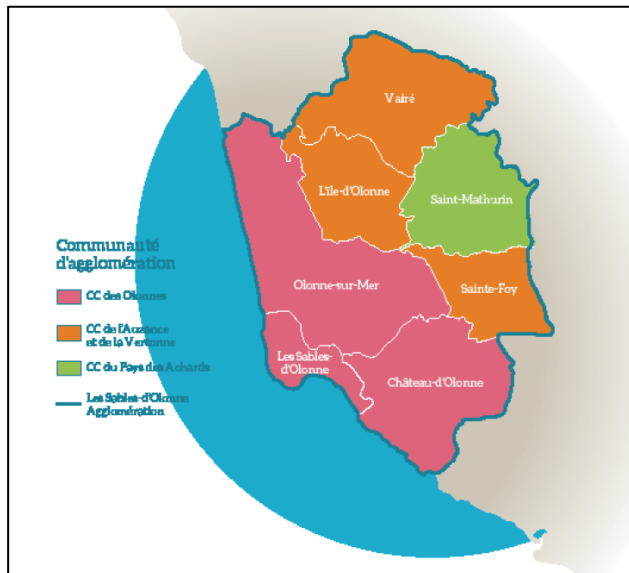 Vairé
L'île-d'Olonne
Saint-Mathurin
Olonne-sur-Mer
Sainte-Foy
Les Sables-
d'Olonne
Château-d'Olonne
Communauté
d'agglomération
CC des Olonnes
CC de l'Auzance
et de la Vertonne
CC du Pays des Achards
Les Sables-d'Olonne
Agglomération